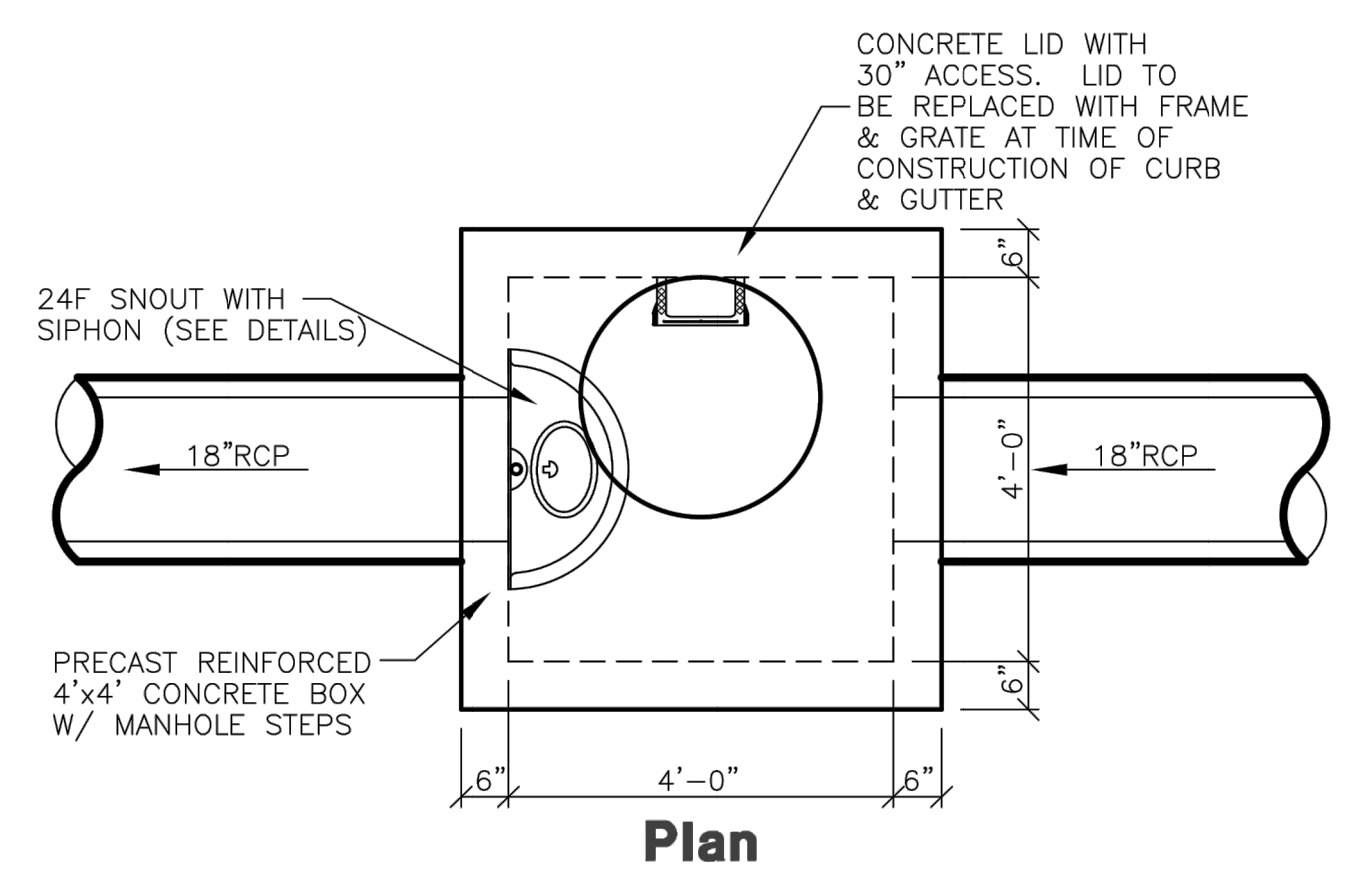 CONCRETE LID WITH
30" ACCESS. LID TO
BE REPLACED WITH FRAME
& GRATE AT TIME OF
CONSTRUCTION OF CURB
& GUTTER
6"
24F SNOUT WITH
SIPHON (SEE DETAILS)
18"RCP
4'-0"
18"RCP
PRECAST REINFORCED
4'x4' CONCRETE BOX
W/ MANHOLE STEPS
6"
6"
4'-0"
6"
Plan